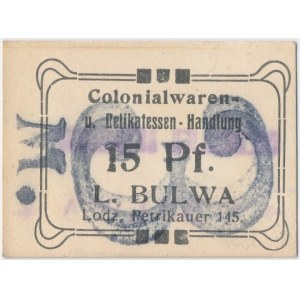 Colonialwaren-
u. Delikatessen-Handlung
15 Pf.
L. BULWA
Lodz, Petrikauer 145.